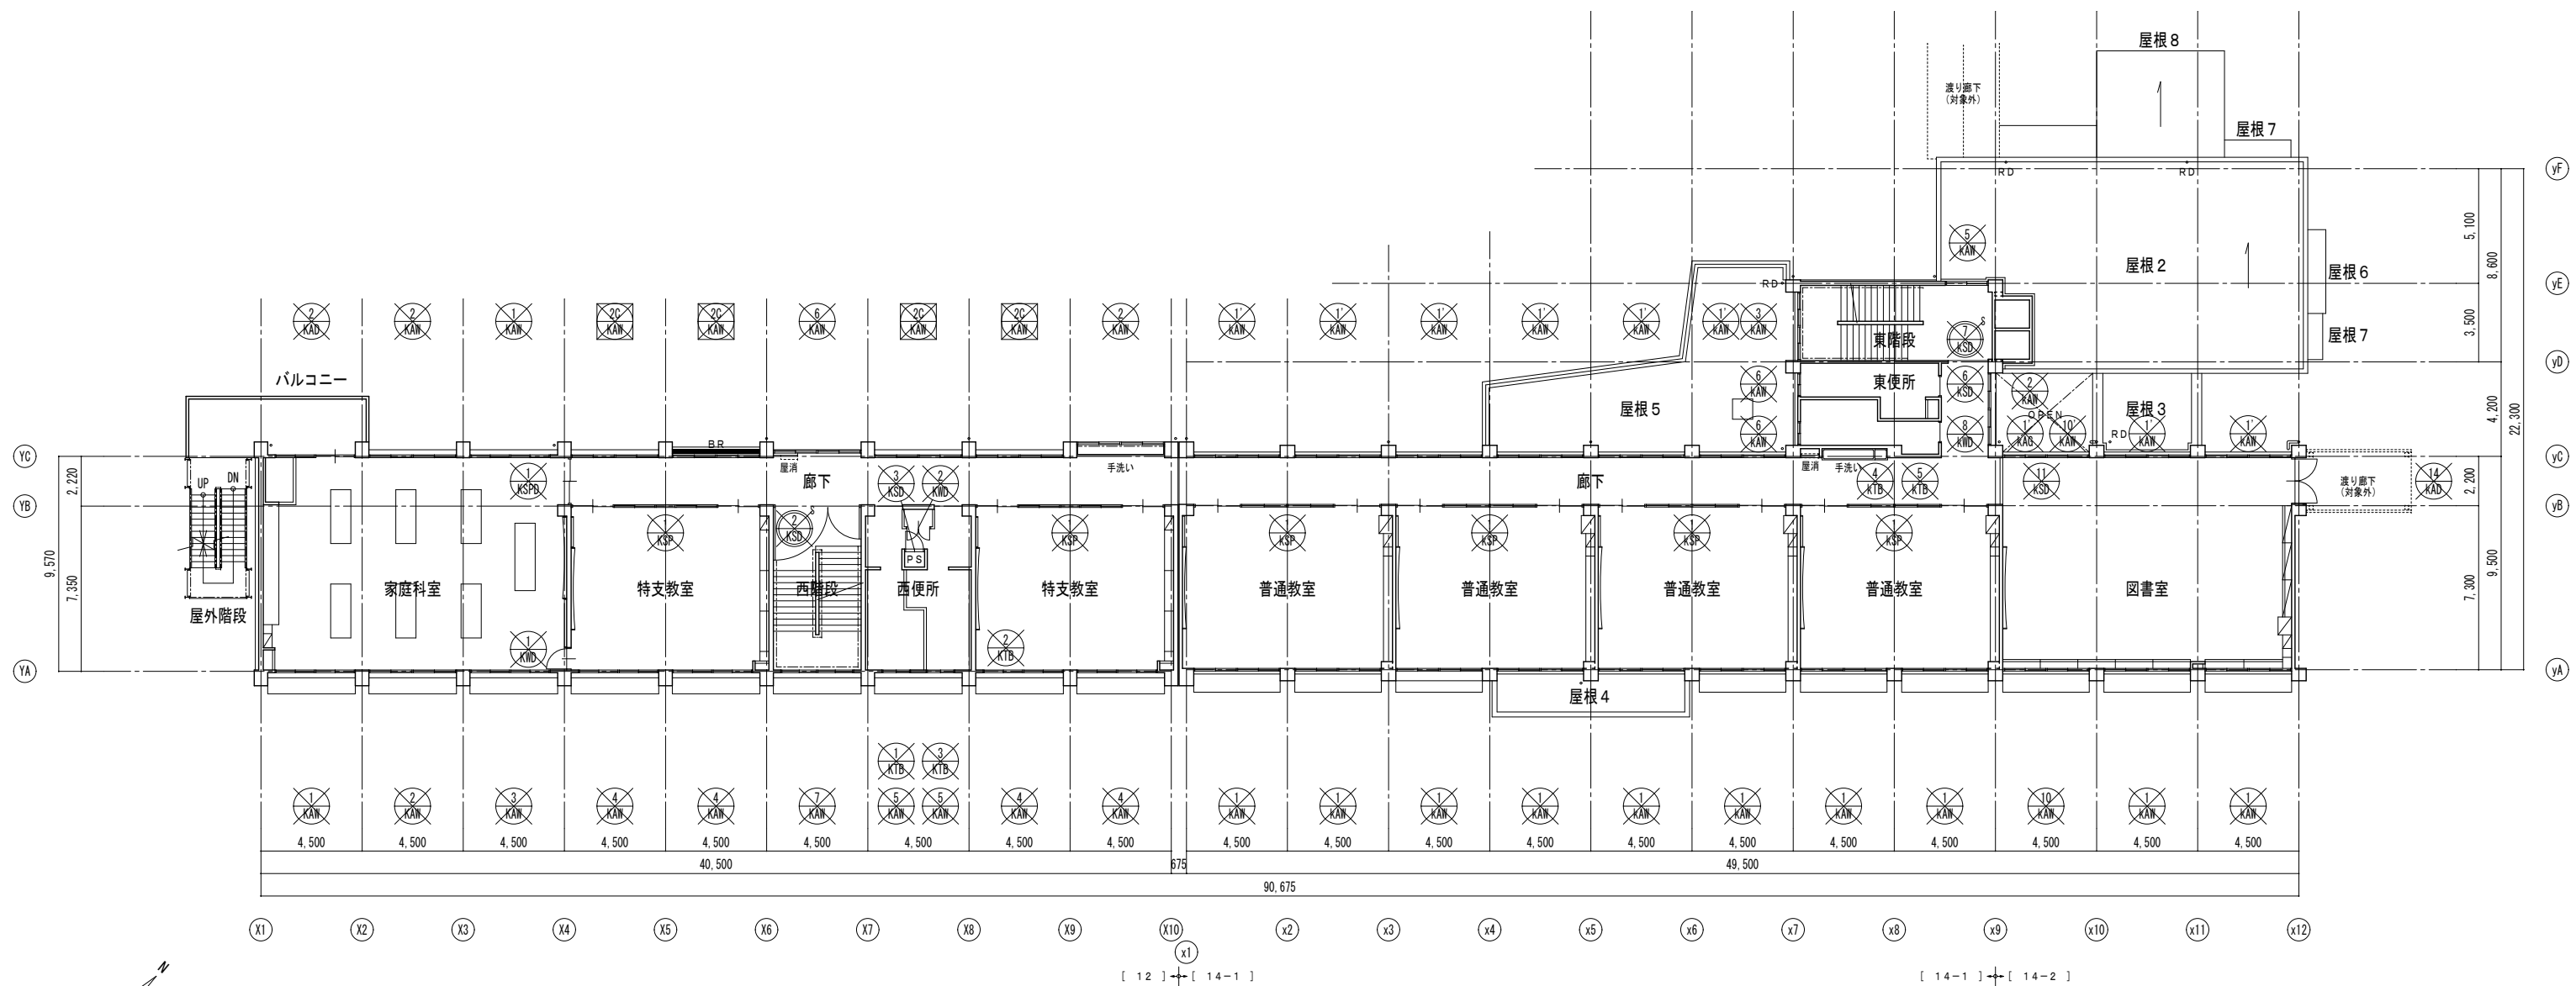 屋根８
渡り廊下
(対象外)
屋根７
yF
RD
RD
5,100
5
KAW
屋根２
8,600
屋根６
RD
yE
2
KAD
2
KAW
1
KAW
2C
KAW
2C
KAW
6
KAW
2C
KAW
2C
KAW
2
KAW
1'
KAW
1'
KAW
1'
KAW
1'
KAW
1'
KAW
1'
KAW
3
KAW
東階段
7
KSD
S
3,500
屋根７
yD
バルコニー
6
KAW
東便所
6
KSD
2
KAW
屋根５
屋根３
OPEN
4,200
22,300
6
KAW
8
KWD
1'
KAG
10'
KAW
RD
1'
KAW
1'
KAW
BR
YC
yC
屋消
手洗い
屋消
手洗い
2,220
UP
DN
1
KSPD
廊下
3
KSD
2
KWD
廊下
4
KTB
5
KTB
11
KSD
渡り廊下
(対象外)
14
KAD
2,200
YB
yB
2
KSD
S
1
KSP
1
KSP
1
KSP
1
KSP
1
KSP
1
KSP
PS
9,570
7,350
家庭科室
特支教室
西階段
西便所
特支教室
普通教室
普通教室
普通教室
普通教室
図書室
7,300
9,500
屋外階段
1
KWD
2
KTB
YA
yA
屋根４
1
KTB
3
KTB
1
KAW
2
KAW
3
KAW
4
KAW
4
KAW
7
KAW
5
KAW
5
KAW
4
KAW
4
KAW
1
KAW
1
KAW
1
KAW
1
KAW
1
KAW
1
KAW
1
KAW
1
KAW
10
KAW
1
KAW
1
KAW
4,500 4,500 4,500 4,500 4,500 4,500 4,500 4,500 4,500 4,500 4,500 4,500 4,500 4,500 4,500 4,500 4,500 4,500 4,500 4,500
40,500 675 49,500
90,675
X1 X2 X3 X4 X5 X6 X7 X8 X9 X10 x2 x3 x4 x5 x6 x7 x8 x9 x10 x11 x12
x1
N
[ 12 ] [ 14−1 ] [ 14−1 ] [ 14−2 ]